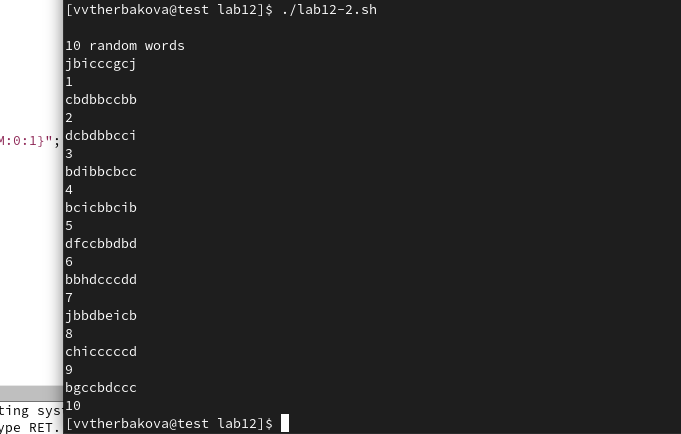 [vvtherbakova@test lab12]$ ./lab12-2.sh
10 random words
jbicccgcj
1
cbdbbccbb
2
dcbdbbcci
3
M:0:1}";
bdibbcbcc
4
bcicbbcib
5
dfccbbdbd
6
bbhdcccdd
7
jbbdbeicb
8
chicccccd
9
bgccbdccc
10
[vvtherbakova@test lab12]$
ting sys
ype RET.